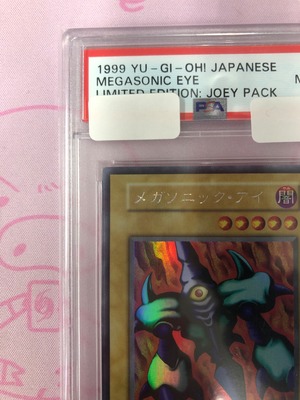 1999 YU-GI-OH! JAPANESE
MEGASONIC EYE
LIMITED EDITION: JOEY PACK
PSA
メガソニック・アイ
闇